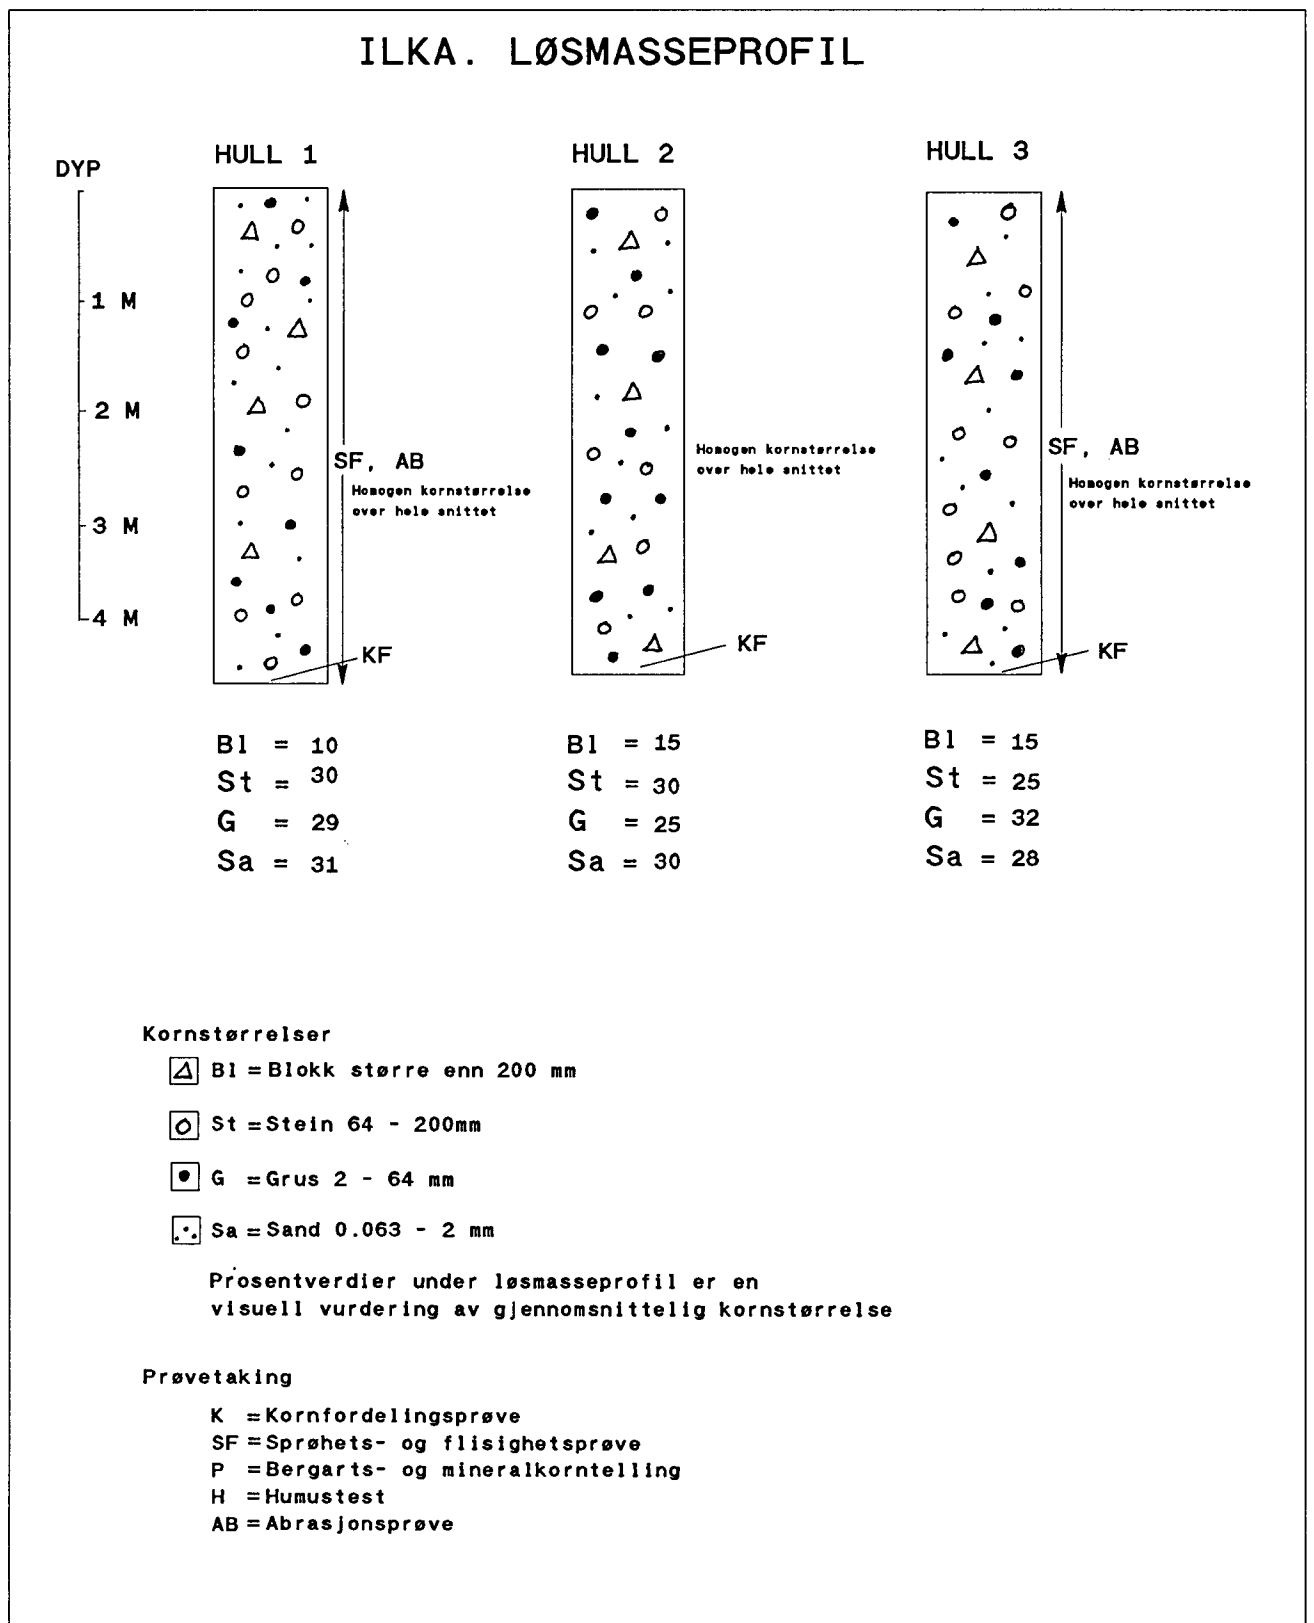 ILKA. LØSMASSEPROFIL
DYP
1 M
2 M
3 M
4 M
HULL 1
SF, AB
Homogen kornstørrelse
over hele snittet
KF
Bl = 10
St = 30
G = 29
Sa = 31
HULL 2
Homogen kornstørrelse
over hele snittet
KF
Bl = 15
St = 30
G = 25
Sa = 30
HULL 3
SF, AB
Homogen kornstørrelse
over hele snittet
KF
Bl = 15
St = 25
G = 32
Sa = 28
Kornstørrelser
Bl = Blokk større enn 200 mm
St = Stein 64 - 200mm
G = Grus 2 - 64 mm
Sa = Sand 0.063 - 2 mm
Prosentverdier under løsmasseprofil er en
visuell vurdering av gjennomsnittelig kornstørrelse
Prøvetaking
K = Kornfordelingsprøve
SF = Sprøhets- og flisighetsprøve
P = Bergarts- og mineralkorntelling
H = Humustest
AB = Abrasjonsprøve